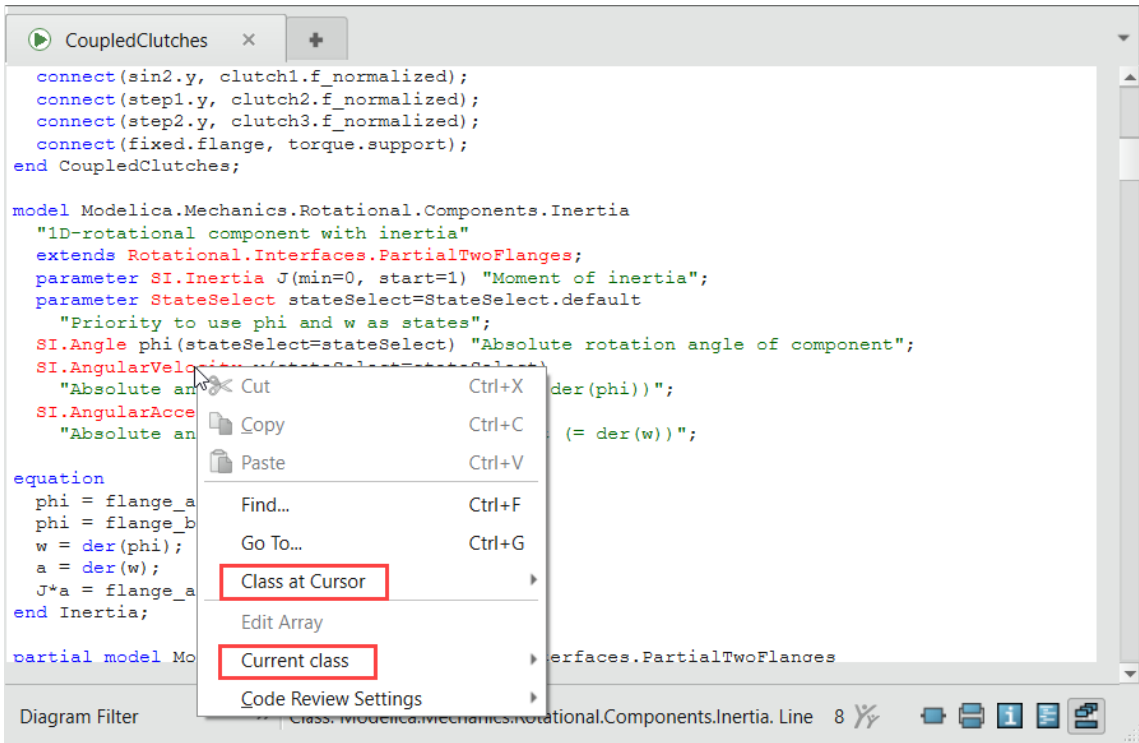 CoupledClutches
connect(sin2.y, clutch1.f_normalized);
connect(step1.y, clutch2.f_normalized);
connect(step2.y, clutch3.f_normalized);
connect(fixed.flange, torque.support);
end CoupledClutches;
model Modelica.Mechanics.Rotational.Components.Inertia
"1D-rotational component with inertia"
extends Rotational.Interfaces.PartialTwoFlanges;
parameter SI.Inertia J(min=0, start=1) "Moment of inertia";
parameter StateSelect stateSelect=StateSelect.default
"Priority to use phi and w as states";
SI.Angle phi(stateSelect=stateSelect) "Absolute rotation angle of component";
SI.AngularVelocity w(stateSelect=stateSelect)
"Absolute an der(phi))";
SI.AngularAcce
"Absolute an (= der(w))";
equation
phi = flange_a
phi = flange_b
w = der(phi);
a = der(w);
J*a = flange_a
end Inertia;
partial model Mo erfaces.PartialTwoFlanges
Cut Ctrl+X
Copy Ctrl+C
Paste Ctrl+V
Find... Ctrl+F
Go To... Ctrl+G
Class at Cursor
Edit Array
Current class
Code Review Settings
Diagram Filter Class: Modelica.Mechanics.Rotational.Components.Inertia. Line 8